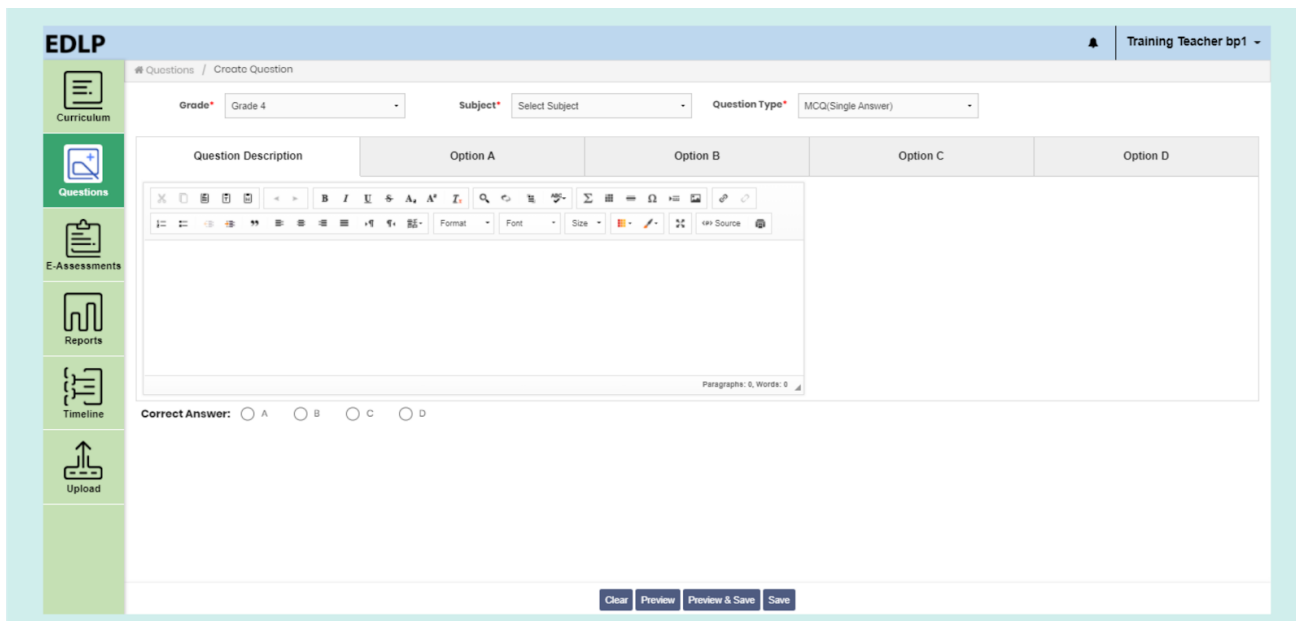 EDLP
Training Teacher bp1
Questions / Create Question
Curriculum
Grade* Grade 4 Subject* Select Subject Question Type* MCQ(Single Answer)
Question Description Option A Option B Option C Option D
Questions
B I U S Format Font Size Source
E-Assessments
Reports
Paragraphs: 0, Words: 0
Timeline
Correct Answer: A B C D
Upload
Clear Preview Preview & Save Save